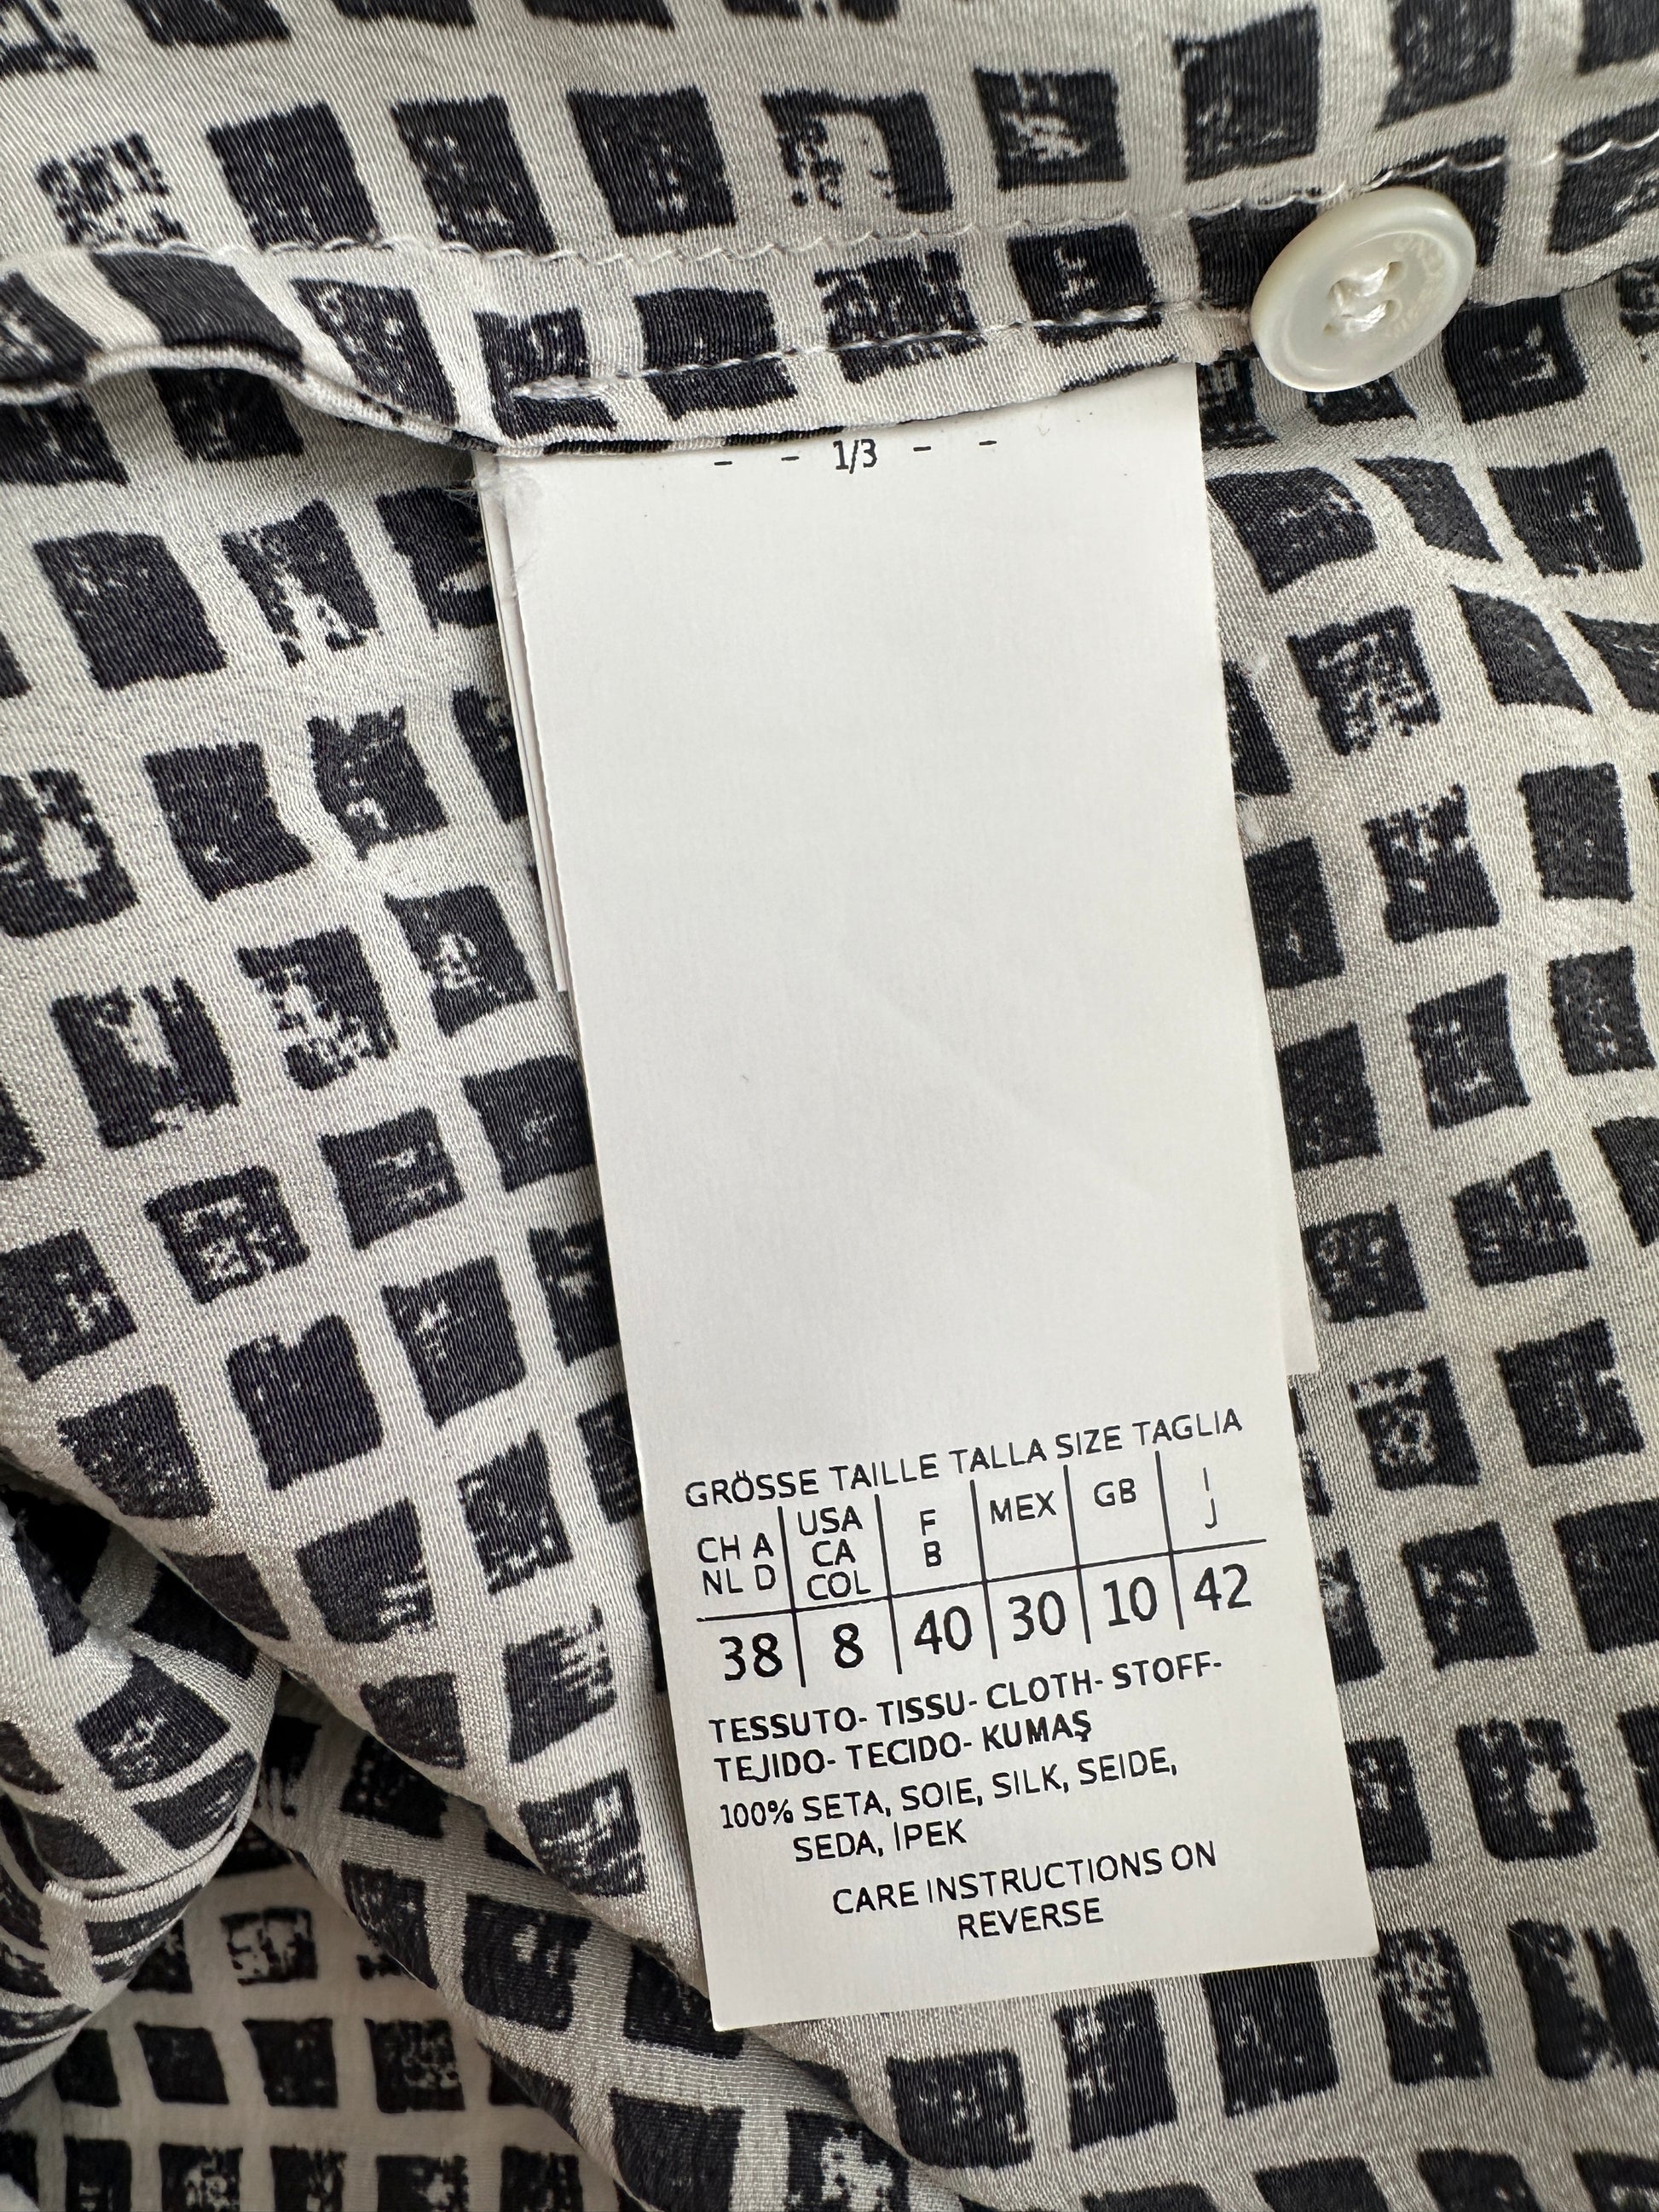 - - 1/3 - -
GRÖSSE TAILLE TALLA SIZE TAGLIA
CH A NL D | USA CA COL | F B | MEX | GB | I J
38 | 8 | 40 | 30 | 10 | 42
TESSUTO- TISSU- CLOTH- STOFF-
TEJIDO- TECIDO- KUMAŞ
100% SETA, SOIE, SILK, SEIDE,
SEDA, İPEK
CARE INSTRUCTIONS ON
REVERSE